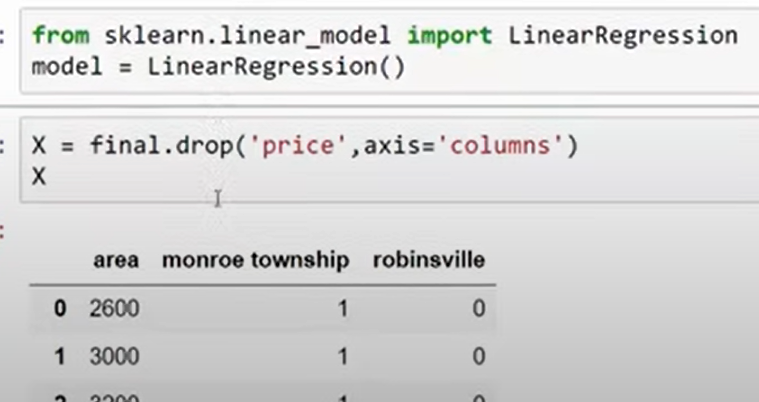 : from sklearn.linear_model import LinearRegression
model = LinearRegression()
: X = final.drop('price',axis='columns')
X
:
area monroe township robinsville
0 2600 1 0
1 3000 1 0